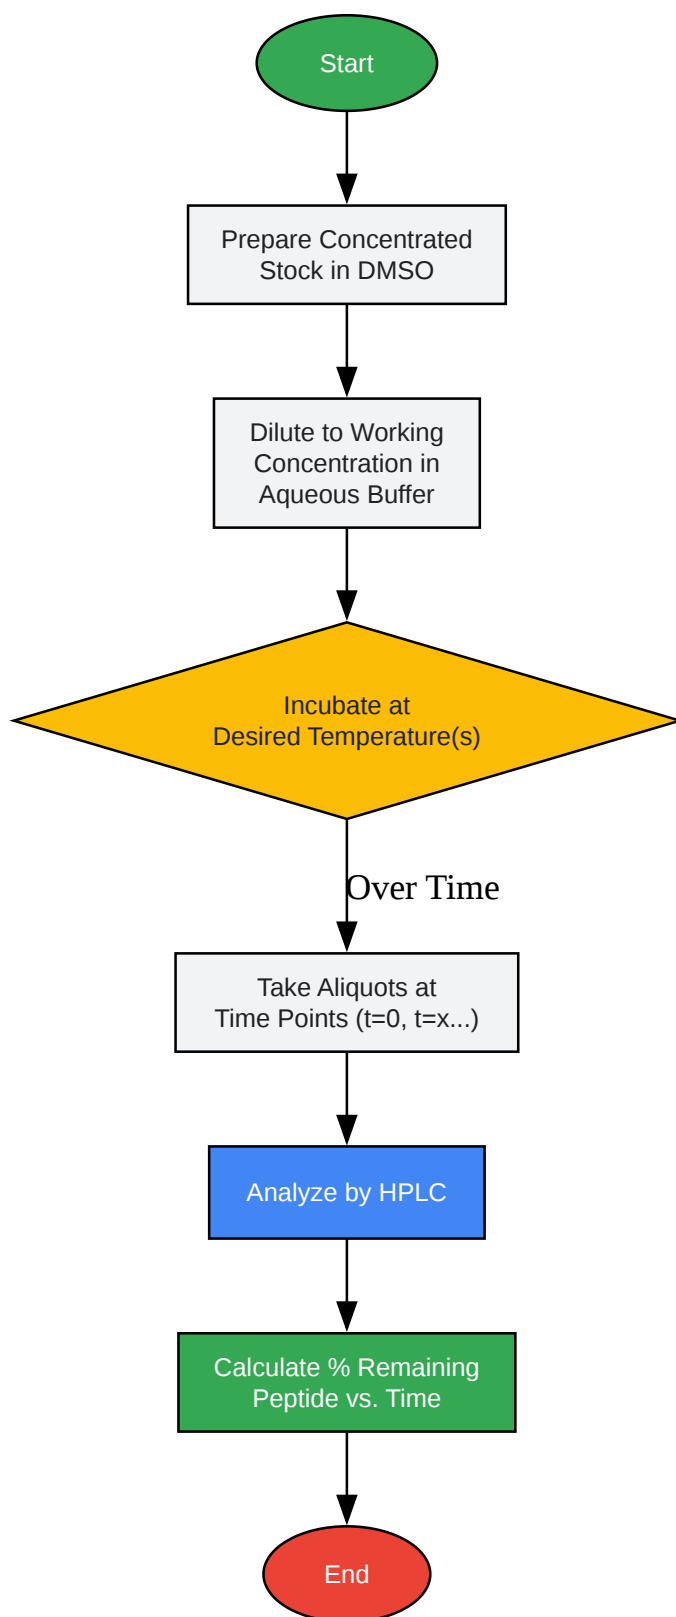 Start
Prepare Concentrated
Stock in DMSO
Dilute to Working
Concentration in
Aqueous Buffer
Incubate at
Desired Temperature(s)
Over Time
Take Aliquots at
Time Points (t=0, t=x...)
Analyze by HPLC
Calculate % Remaining
Peptide vs. Time
End